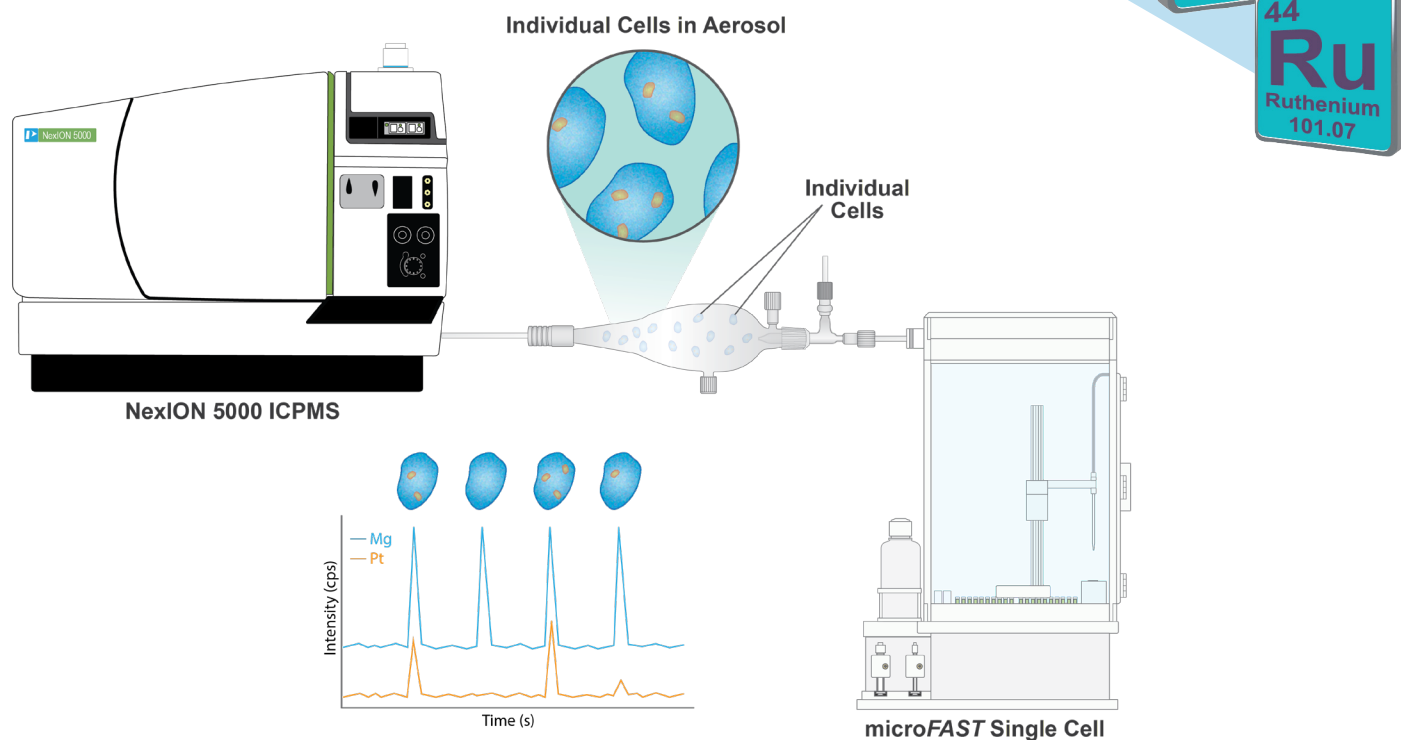 Individual Cells in Aerosol
44
Ru
Ruthenium
101.07
NexION 5000
Individual
Cells
NexION 5000 ICPMS
Mg
Pt
Intensity (cps)
Time (s)
microFAST Single Cell